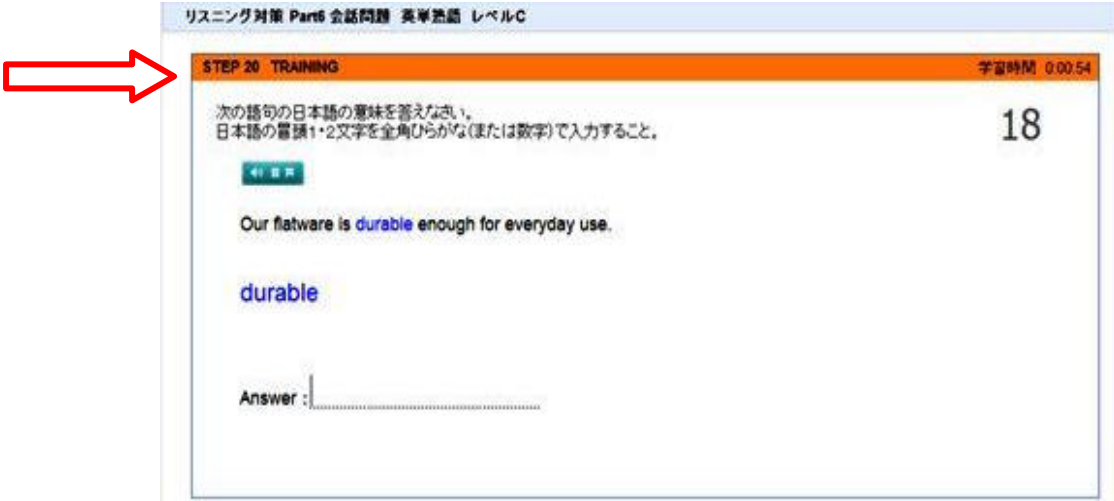 リスニング対策 Part6 会話問題 英単熟語 レベルC
STEP 20 TRAINING 学習時間 0:00:54
次の語句の日本語の意味を答えなさい。
日本語の冒頭1・2文字を全角ひらがな(または数字)で入力すること。
18
音声
Our flatware is durable enough for everyday use.
durable
Answer :